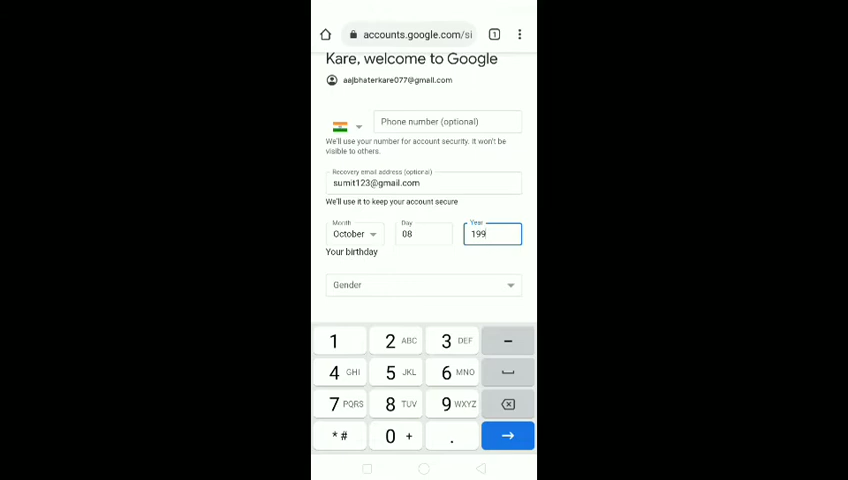 accounts.google.com/si
1
Kare, welcome to Google
aajbhaterkare077@gmail.com
Phone number (optional)
We'll use your number for account security. It won't be
visible to others.
Recovery email address (optional)
sumit123@gmail.com
We'll use it to keep your account secure
Month
October
Day
08
Year
199
Your birthday
Gender
1
2 ABC
3 DEF
−
4 GHI
5 JKL
6 MNO
7 PQRS
8 TUV
9 WXYZ
* #
0 +
.